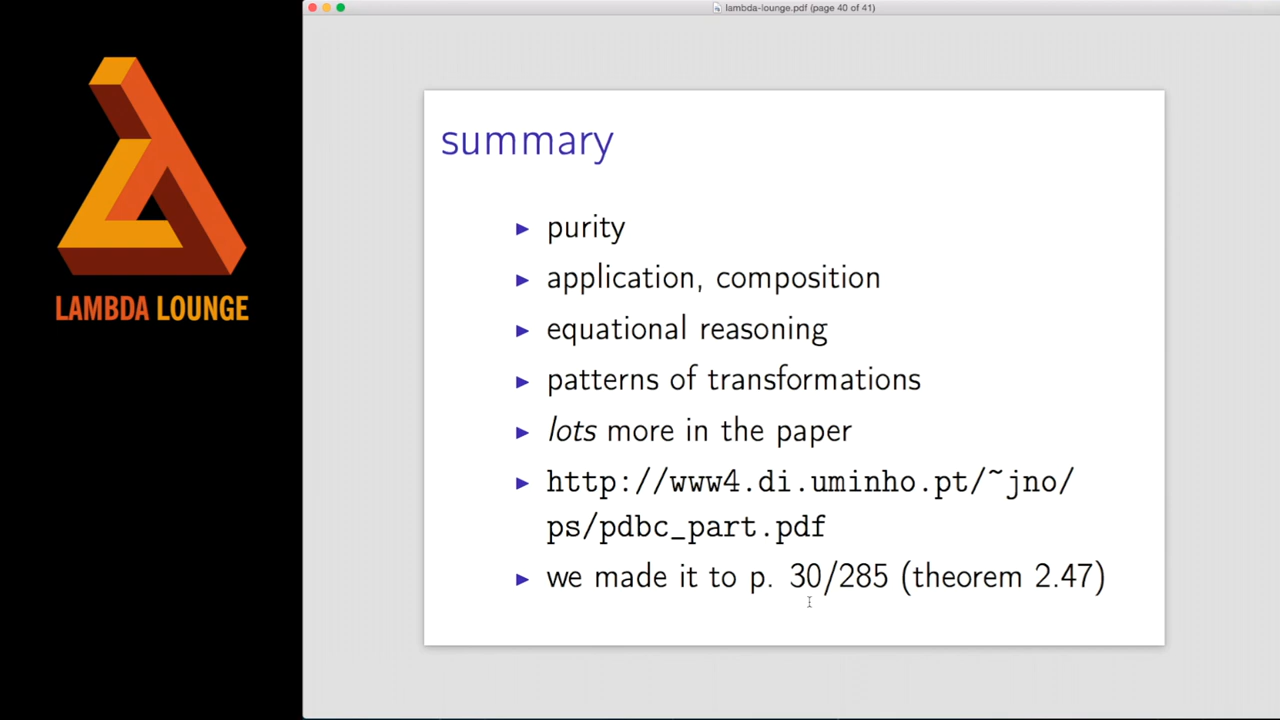 lambda-lounge.pdf (page 40 of 41)
LAMBDA LOUNGE
summary
purity
application, composition
equational reasoning
patterns of transformations
lots more in the paper
http://www4.di.uminho.pt/~jno/
ps/pdbc_part.pdf
we made it to p. 30/285 (theorem 2.47)